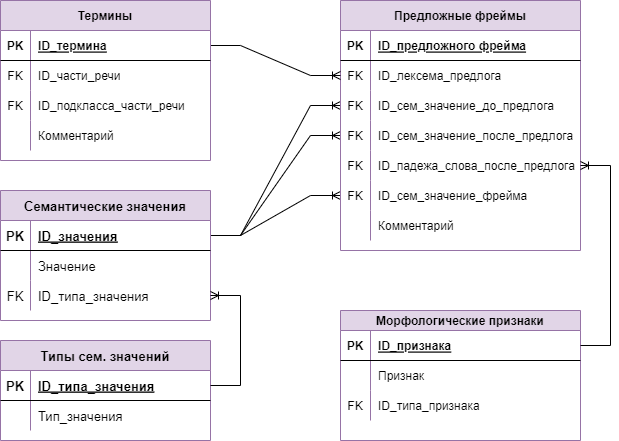 Термины
PK ID_термина
FK ID_части_речи
FK ID_подкласса_части_речи
Комментарий
Предложные фреймы
PK ID_предложного фрейма
FK ID_лексема_предлога
FK ID_сем_значение_до_предлога
FK ID_сем_значение_после_предлога
FK ID_падежа_слова_после_предлога
FK ID_сем_значение_фрейма
Комментарий
Семантические значения
PK ID_значения
Значение
FK ID_типа_значения
Типы сем. значений
PK ID_типа_значения
Тип_значения
Морфологические признаки
PK ID_признака
Признак
FK ID_типа_признака